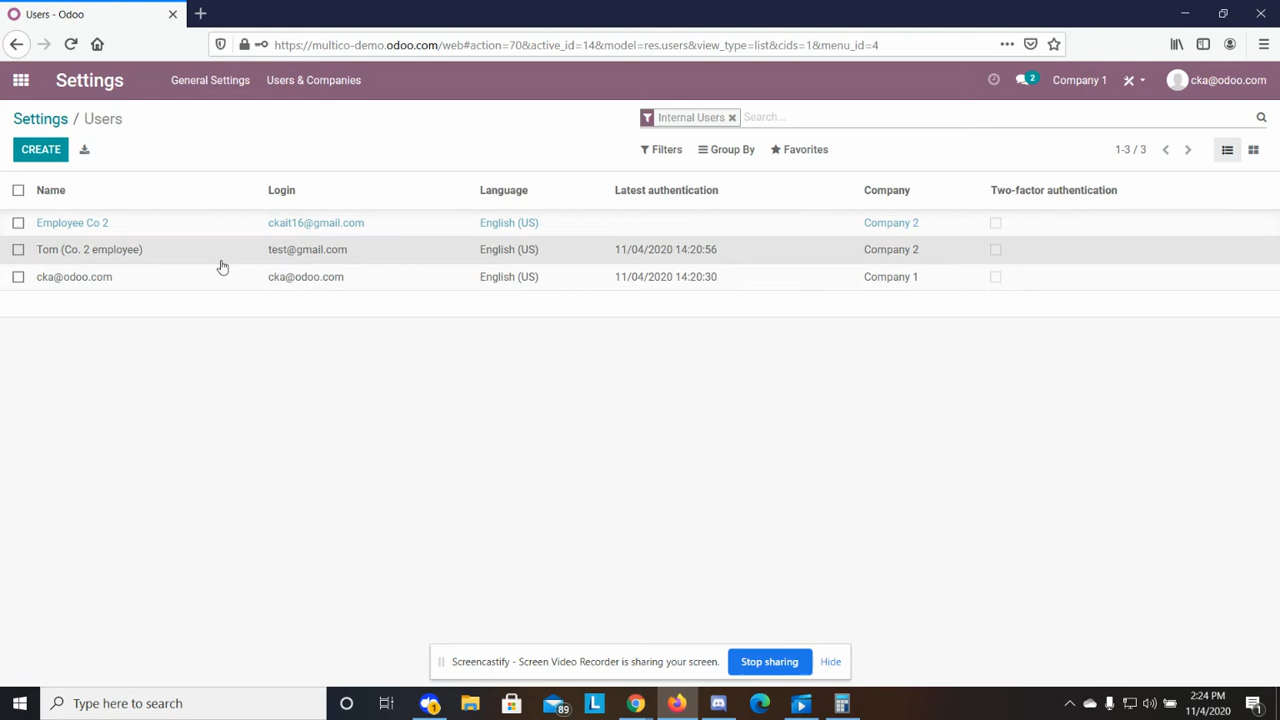 Users - Odoo
https://multico-demo.odoo.com/web#action=70&active_id=14&model=res.users&view_type=list&cids=1&menu_id=4
Settings General Settings Users & Companies 2 Company 1 cka@odoo.com
Settings / Users Internal Users Search...
CREATE Filters Group By Favorites 1-3 / 3
Name Login Language Latest authentication Company Two-factor authentication
Employee Co 2 ckait16@gmail.com English (US) Company 2
Tom (Co. 2 employee) test@gmail.com English (US) 11/04/2020 14:20:56 Company 2
cka@odoo.com cka@odoo.com English (US) 11/04/2020 14:20:30 Company 1
Screencastify - Screen Video Recorder is sharing your screen. Stop sharing Hide
Type here to search 1 89 L 2:24 PM
11/4/2020 1